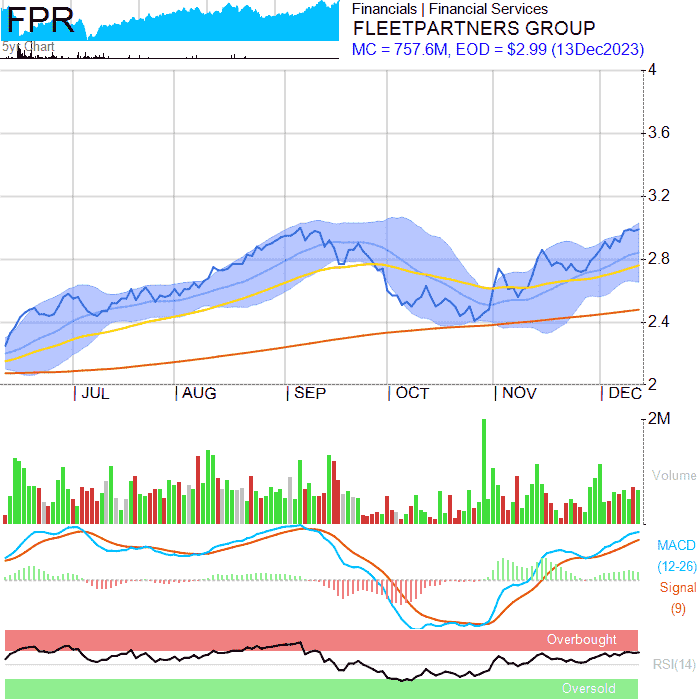 FPR
5yr Chart
Financials | Financial Services
FLEETPARTNERS GROUP
MC = 757.6M, EOD = $2.99 (13Dec2023)
4
3.6
3.2
2.8
2.4
2
JUL AUG SEP OCT NOV DEC
2M
Volume
MACD
(12-26)
Signal
(9)
Overbought
RSI(14)
Oversold